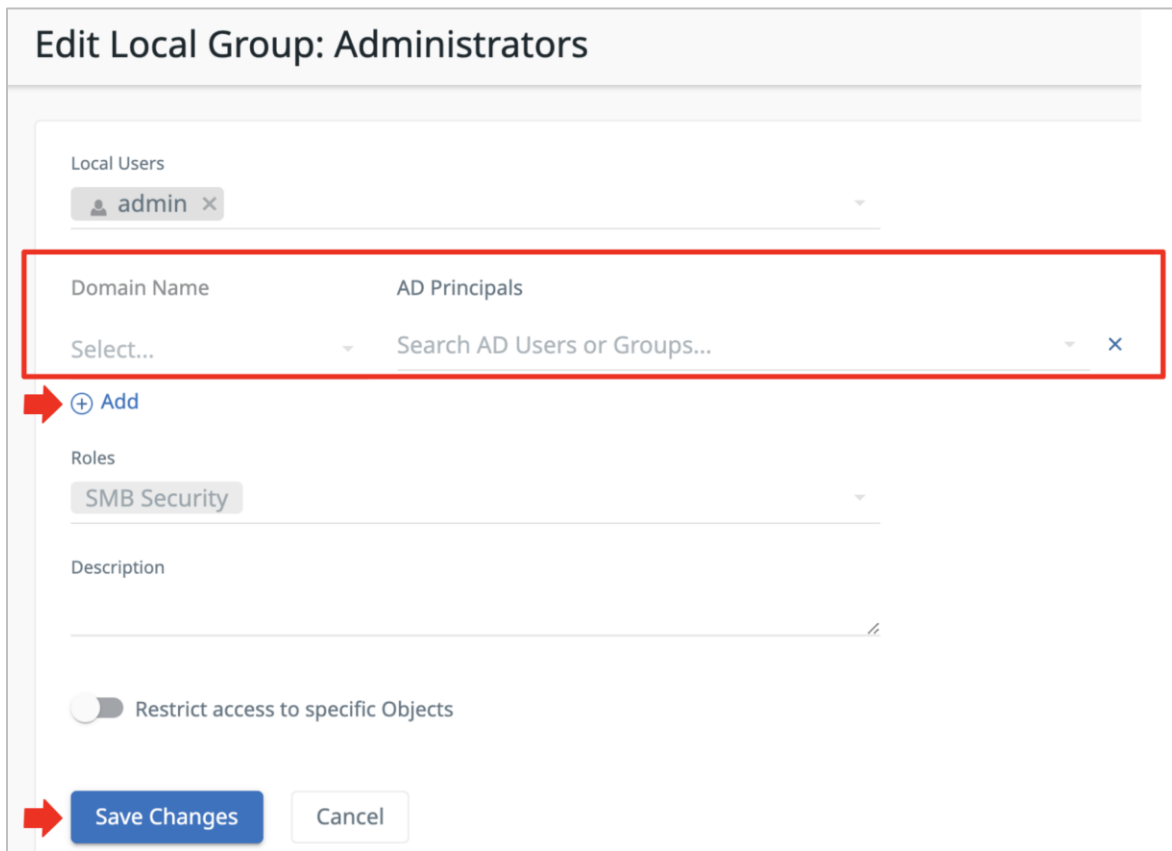 Edit Local Group: Administrators
Local Users
admin ×
Domain Name AD Principals
Select... Search AD Users or Groups... ×
+ Add
Roles
SMB Security
Description
Restrict access to specific Objects
Save Changes Cancel